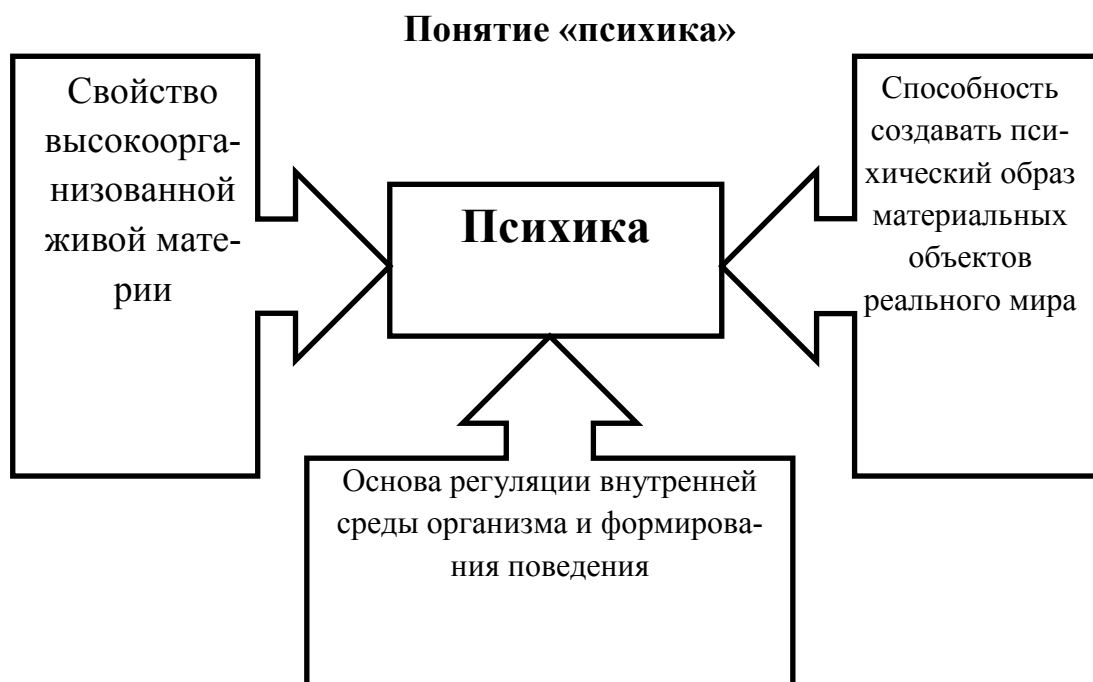 Понятие «психика»
Свойство
высокоорга-
низованной
живой мате-
рии
Психика
Способность
создавать пси-
хический образ
материальных
объектов
реального мира
Основа регуляции внутренней
среды организма и формирова-
ния поведения